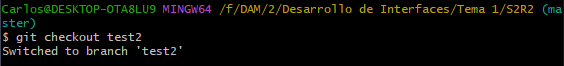 Carlos@DESKTOP-OTA8LU9 MINGW64 /f/DAM/2/Desarrollo de Interfaces/Tema 1/S2R2 (ma
ster)
$ git checkout test2
Switched to branch 'test2'